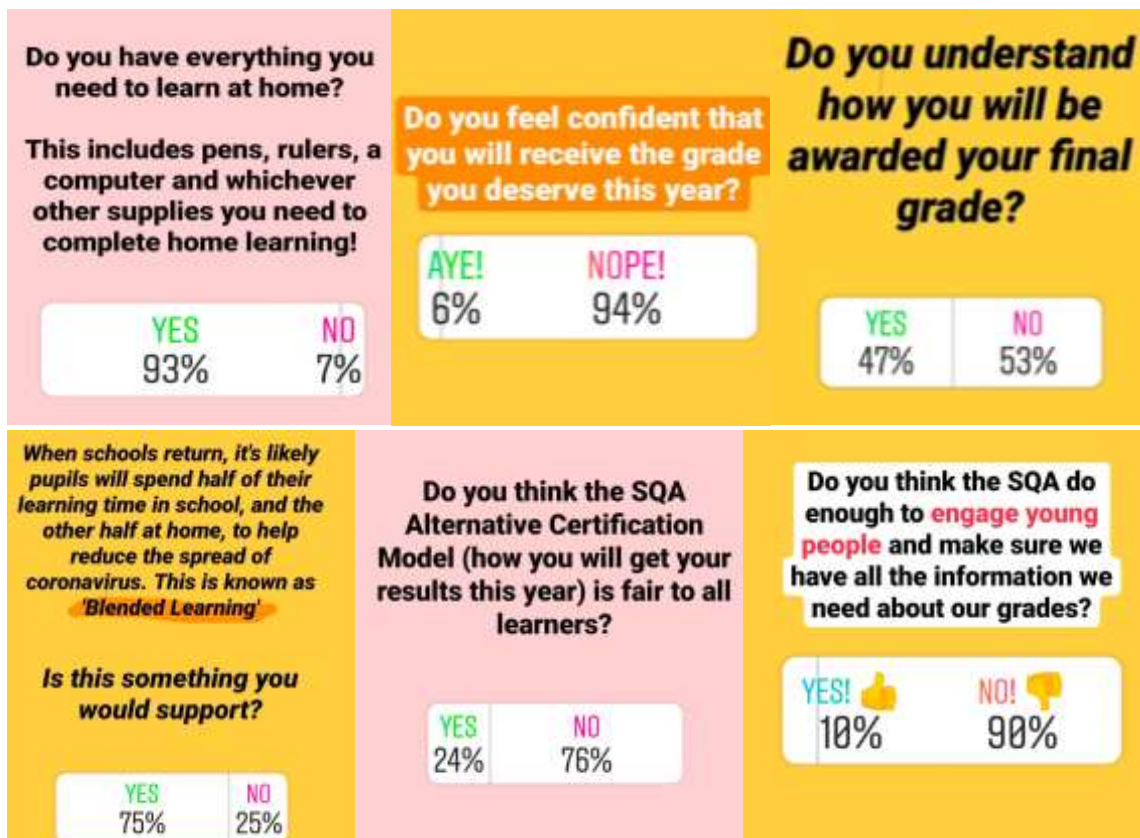 Do you have everything you
need to learn at home?
This includes pens, rulers, a
computer and whichever
other supplies you need to
complete home learning!
YES
NO
93%
7%
Do you feel confident that
you will receive the grade
you deserve this year?
AYE!
NOPE!
6%
94%
Do you understand
how you will be
awarded your final
grade?
YES
NO
47%
53%
When schools return, it's likely
pupils will spend half of their
learning time in school, and the
other half at home, to help
reduce the spread of
coronavirus. This is known as
'Blended Learning'
Is this something you
would support?
YES
NO
75%
25%
Do you think the SQA
Alternative Certification
Model (how you will get your
results this year) is fair to all
learners?
YES
NO
24%
76%
Do you think the SQA do
enough to engage young
people and make sure we
have all the information we
need about our grades?
YES! 👍
NO! 👎
10%
90%